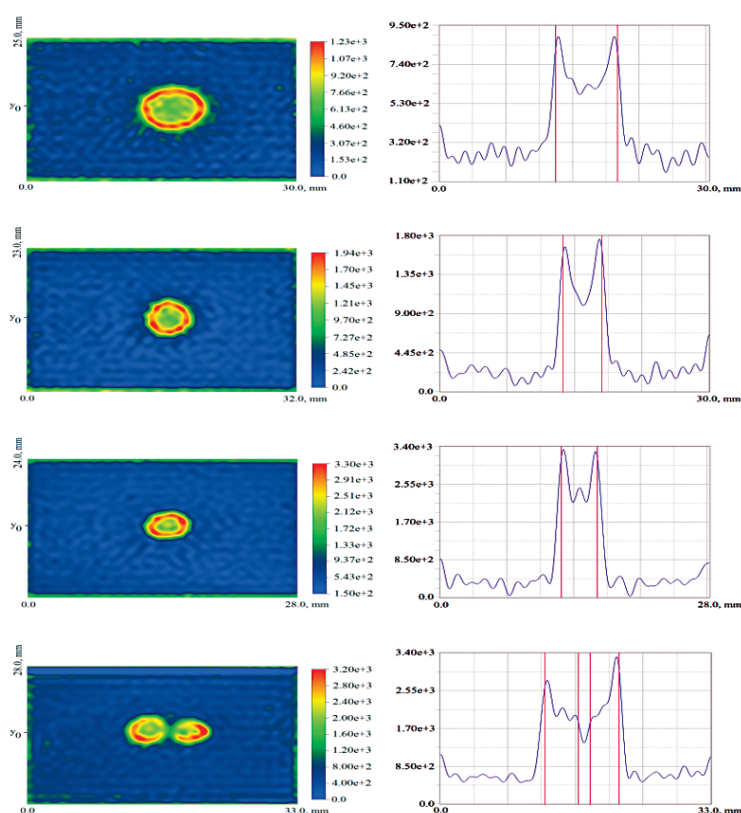 25.0, mm
y₀
0.0
30.0, mm
1.23e+3
1.07e+3
9.20e+2
7.66e+2
6.13e+2
4.60e+2
3.07e+2
1.53e+2
0.0
9.50e+2
7.40e+2
5.30e+2
3.20e+2
1.10e+2
0.0
30.0, mm
23.0, mm
y₀
0.0
32.0, mm
1.94e+3
1.70e+3
1.45e+3
1.21e+3
9.70e+2
7.27e+2
4.85e+2
2.42e+2
0.0
1.80e+3
1.35e+3
9.00e+2
4.45e+2
0.0
0.0
30.0, mm
24.0, mm
y₀
0.0
28.0, mm
3.30e+3
2.91e+3
2.51e+3
2.12e+3
1.72e+3
1.33e+3
9.37e+2
5.43e+2
1.50e+2
3.40e+3
2.55e+3
1.70e+3
8.50e+2
0.0
0.0
28.0, mm
28.0, mm
y₀
0.0
33.0, mm
3.20e+3
2.80e+3
2.40e+3
2.00e+3
1.60e+3
1.20e+3
8.00e+2
4.00e+2
0.0
3.40e+3
2.55e+3
1.70e+3
8.50e+2
0.0
0.0
33.0, mm